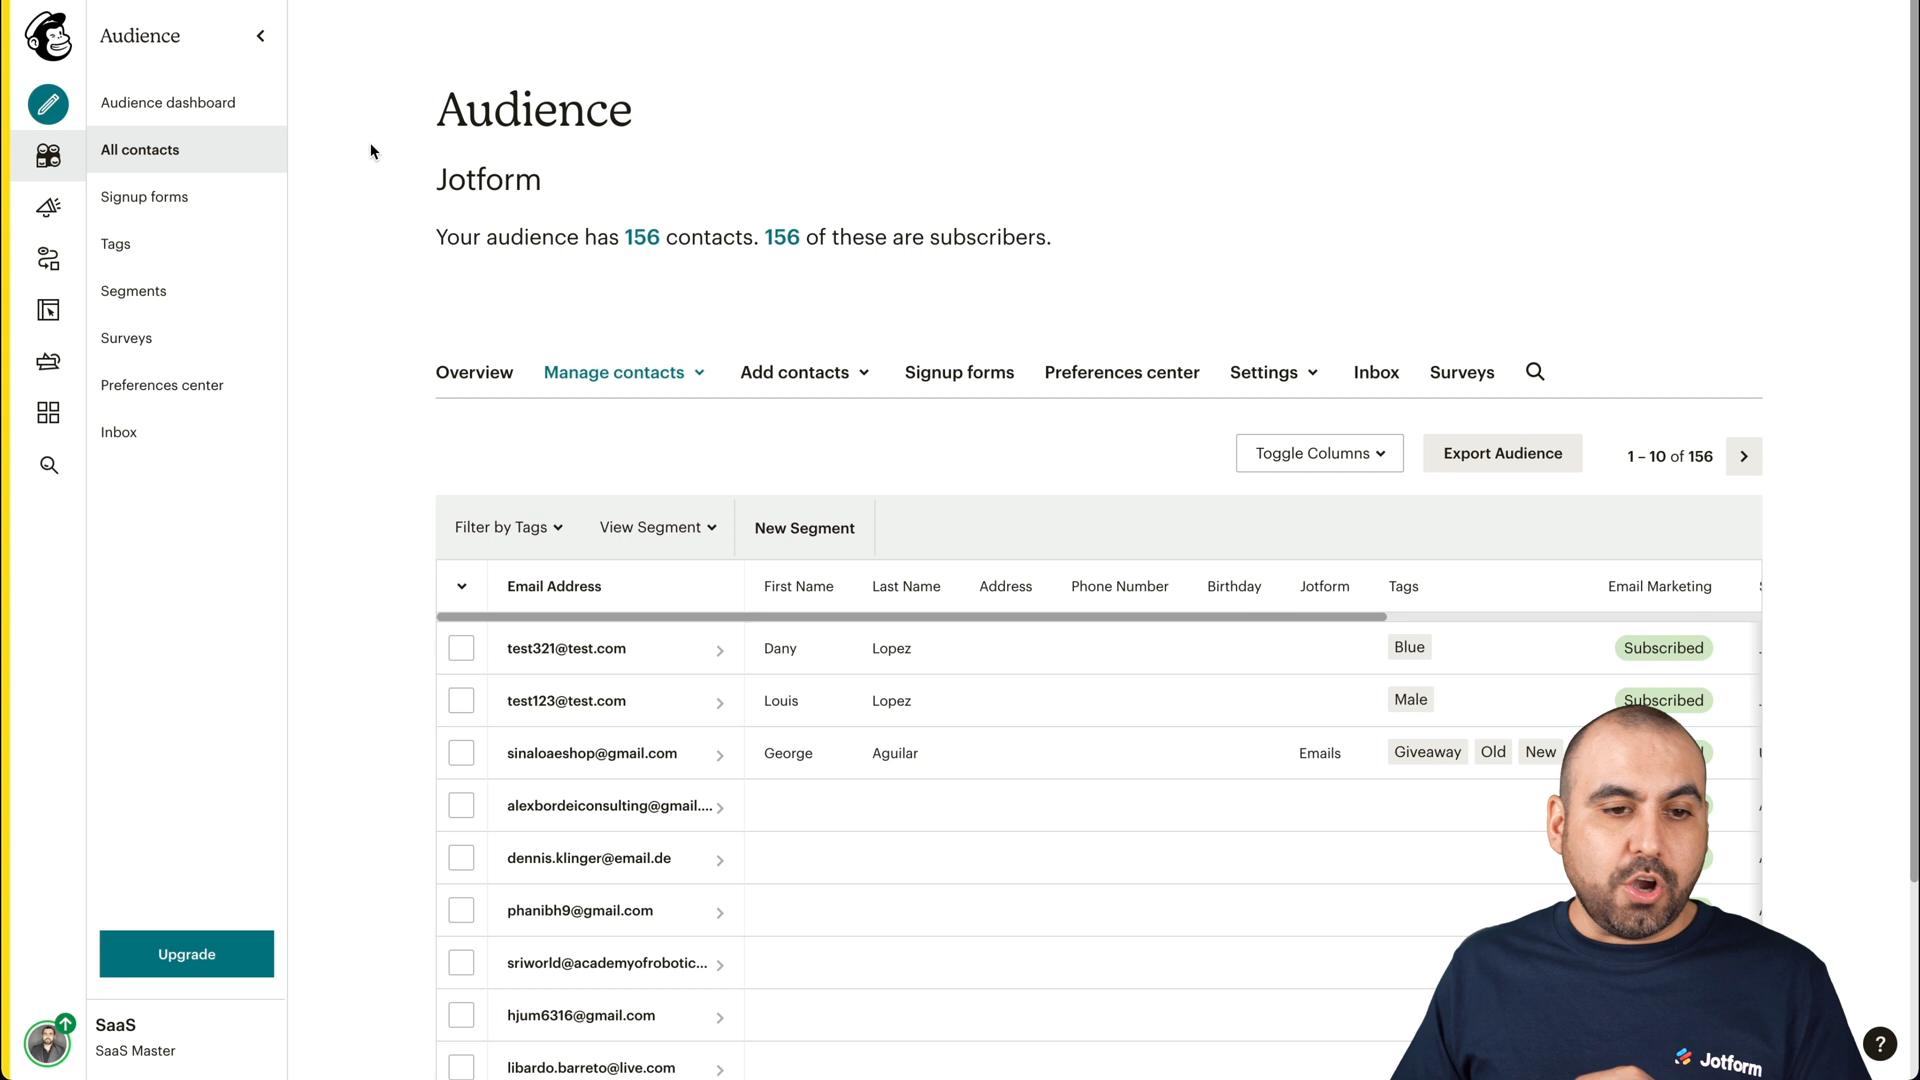 Audience
Audience dashboard
All contacts
Signup forms
Tags
Segments
Surveys
Preferences center
Inbox
Upgrade
SaaS
SaaS Master
Audience
Jotform
Your audience has 156 contacts. 156 of these are subscribers.
Overview Manage contacts Add contacts Signup forms Preferences center Settings Inbox Surveys
Toggle Columns Export Audience 1 – 10 of 156
Filter by Tags View Segment New Segment
Email Address First Name Last Name Address Phone Number Birthday Jotform Tags Email Marketing
test321@test.com Dany Lopez Blue Subscribed
test123@test.com Louis Lopez Male Subscribed
sinaloaeshop@gmail.com George Aguilar Emails Giveaway Old New
alexbordeiconsulting@gmail....
dennis.klinger@email.de
phanibh9@gmail.com
sriworld@academyofrobotic...
hjum6316@gmail.com
libardo.barreto@live.com
Jotform
?